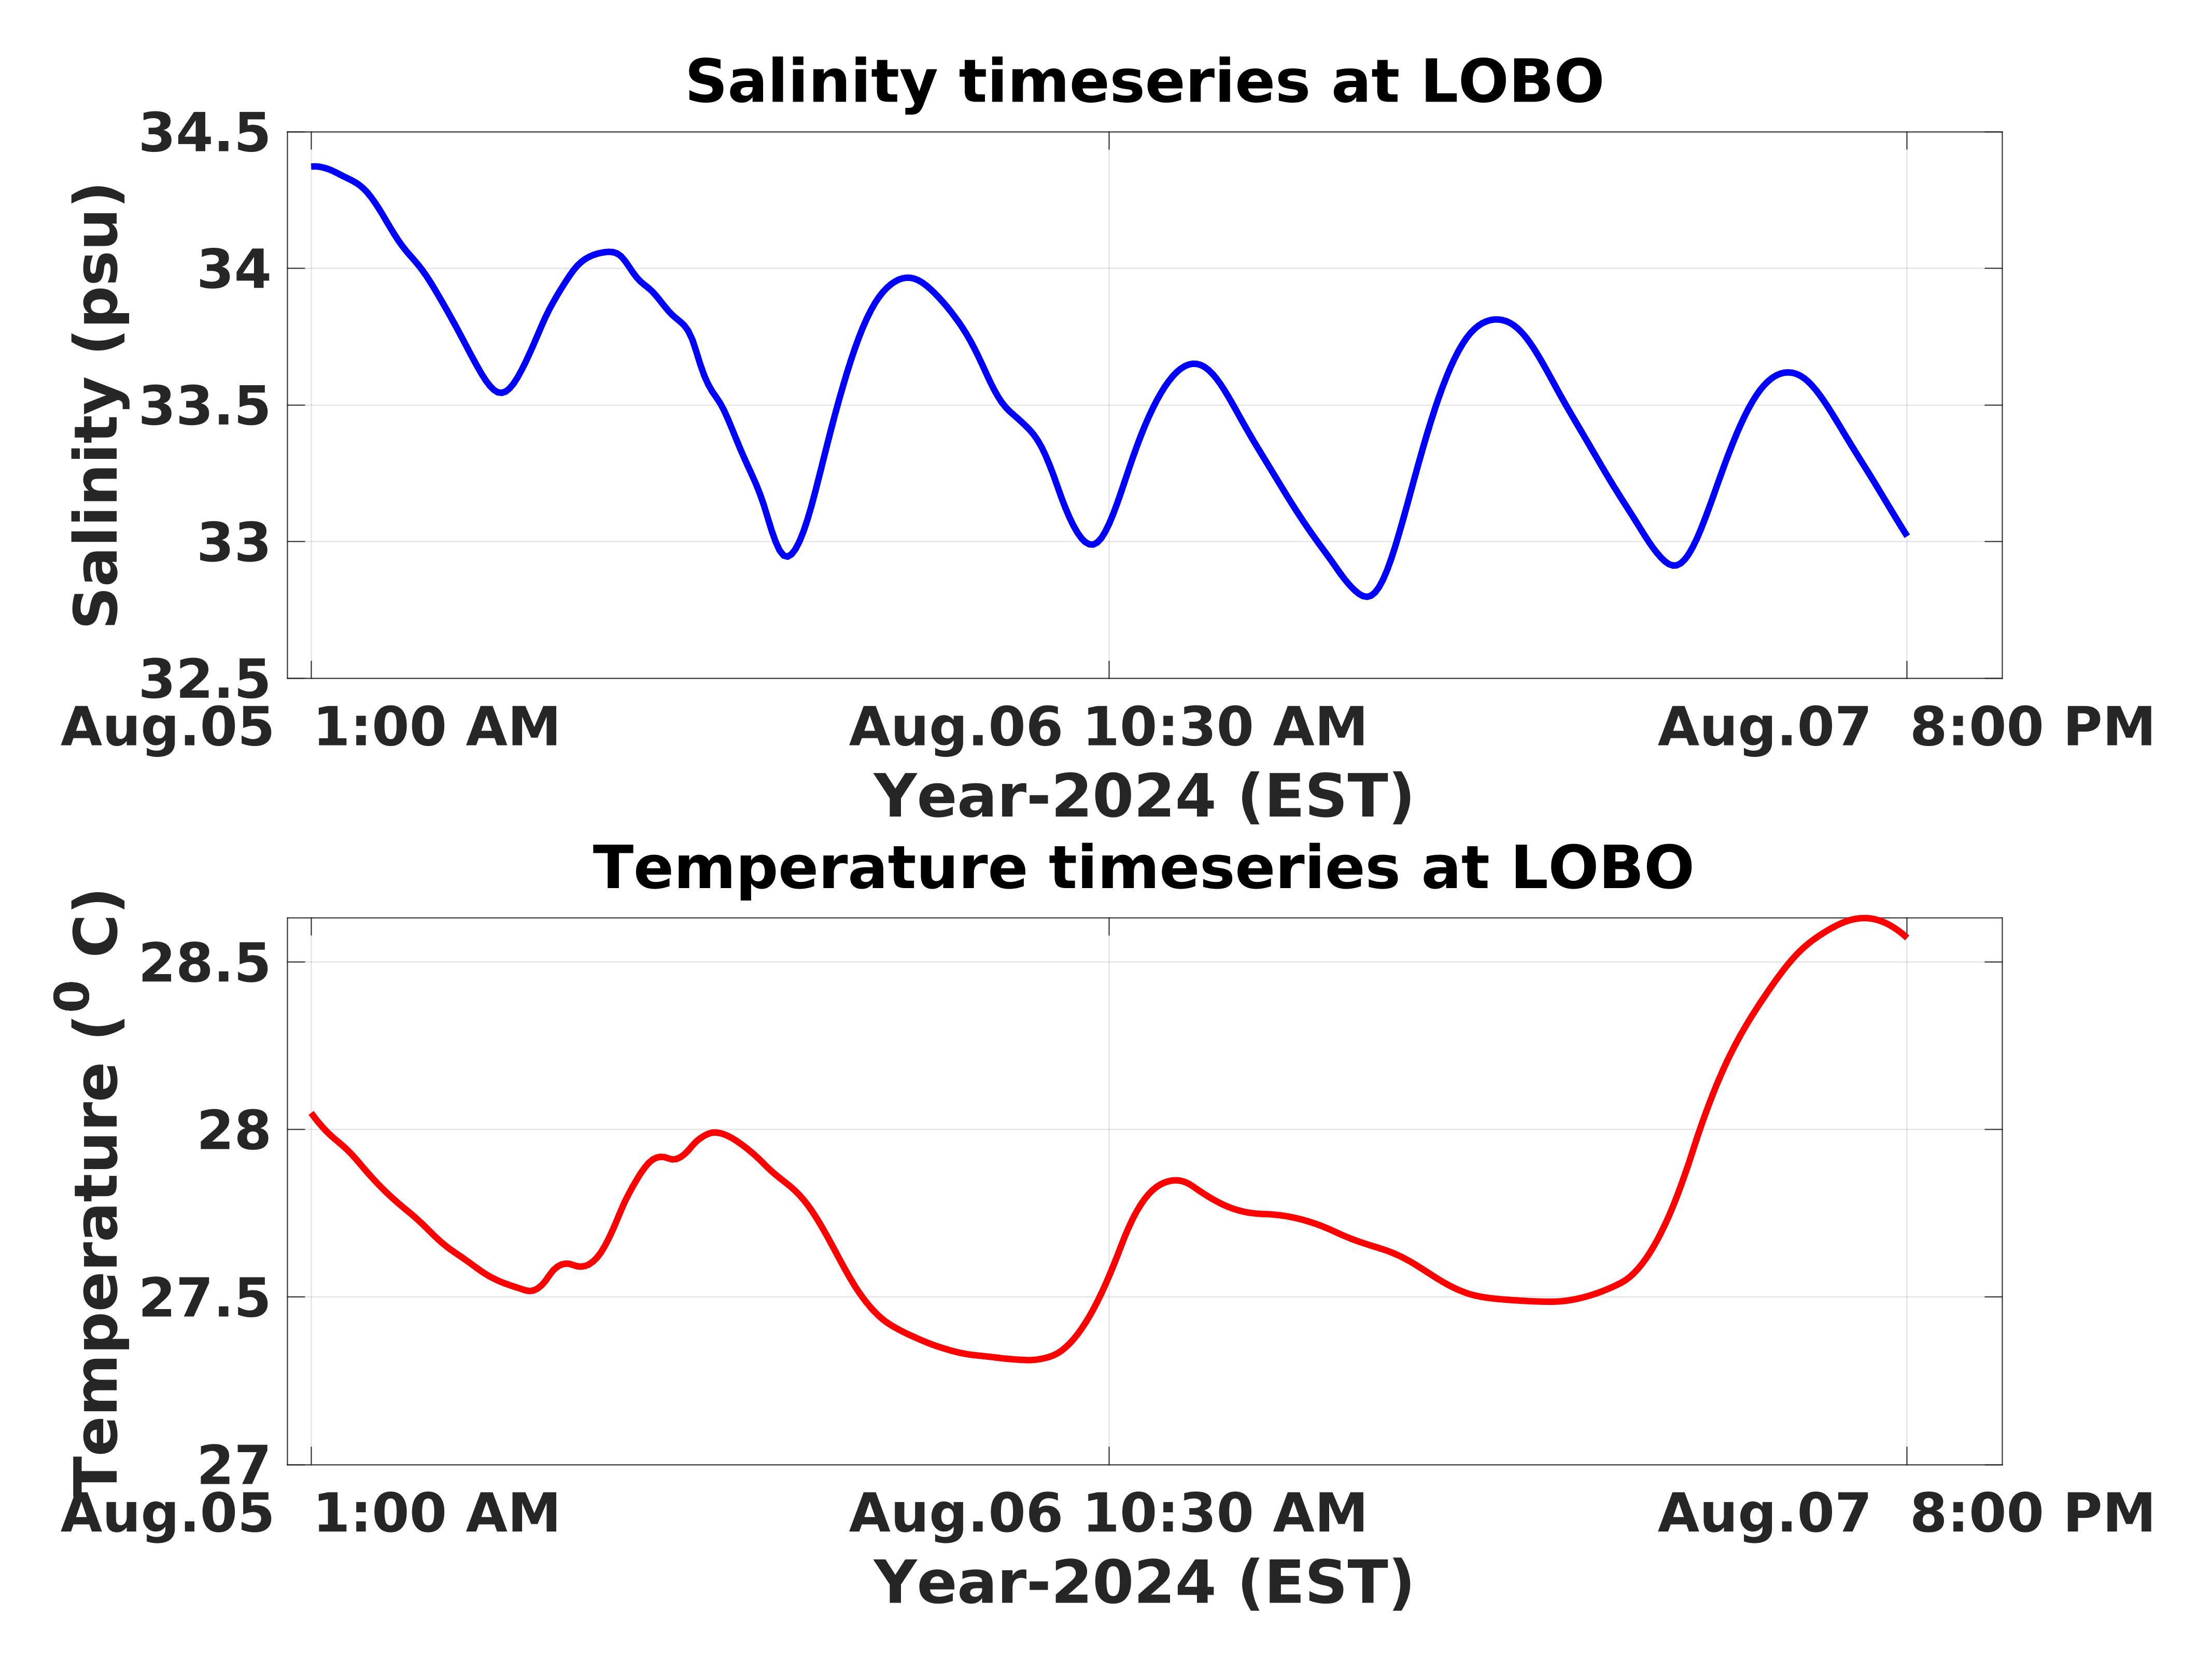 Salinity timeseries at LOBO
Salinity (psu)
34.5
34
33.5
33
32.5
Aug.05 1:00 AM
Aug.06 10:30 AM
Aug.07 8:00 PM
Year-2024 (EST)
Temperature timeseries at LOBO
Temperature (⁰ C)
28.5
28
27.5
27
Aug.05 1:00 AM
Aug.06 10:30 AM
Aug.07 8:00 PM
Year-2024 (EST)